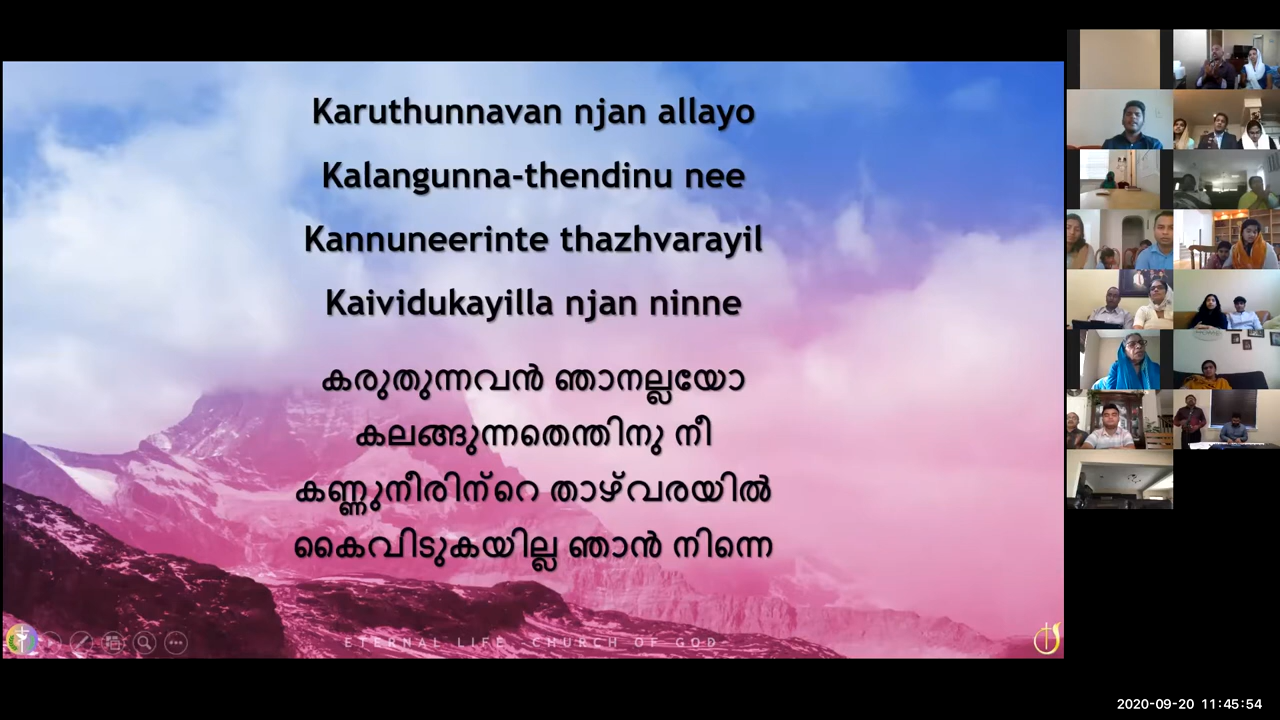 Karuthunnavan njan allayo
Kalangunna-thendinu nee
Kannuneerinte thazhvarayil
Kaividukayilla njan ninne
കരുതുന്നവൻ ഞാനല്ലയോ
കലങ്ങുന്നതെന്തിനു നീ
കണ്ണുനീരിന്റെ താഴ്വരയിൽ
കൈവിടുകയില്ല ഞാൻ നിന്നെ
ETERNAL LIFE CHURCH OF GOD
2020-09-20 11:45:54